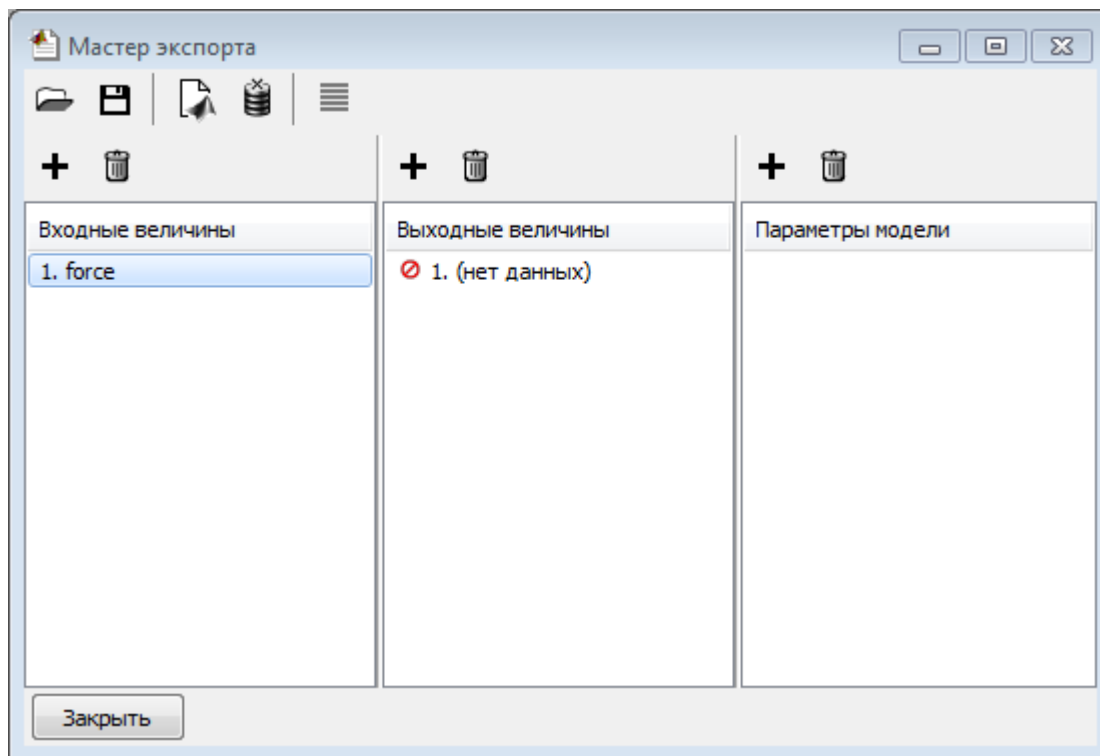 Мастер экспорта
Входные величины
Выходные величины
Параметры модели
1. force
1. (нет данных)
Закрыть